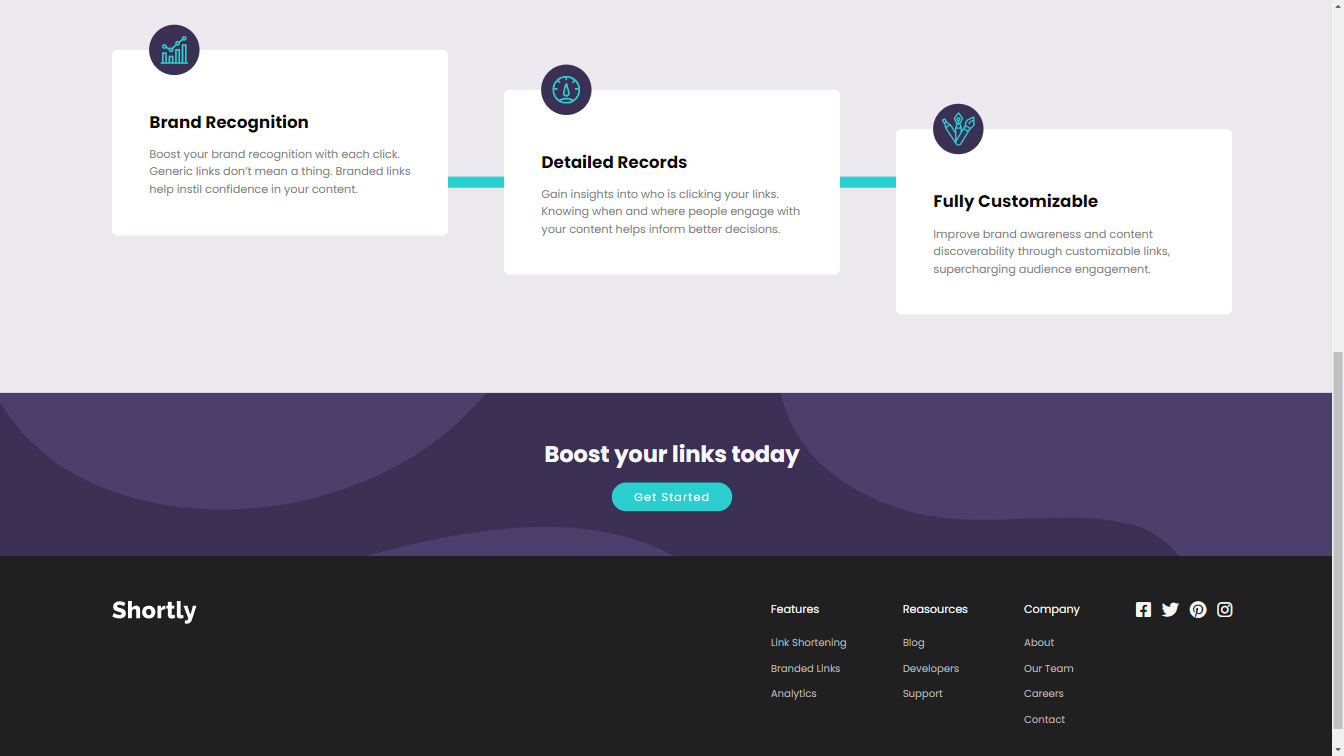 Brand Recognition
Boost your brand recognition with each click.
Generic links don’t mean a thing. Branded links
help instil confidence in your content.
Detailed Records
Gain insights into who is clicking your links.
Knowing when and where people engage with
your content helps inform better decisions.
Fully Customizable
Improve brand awareness and content
discoverability through customizable links,
supercharging audience engagement.
Boost your links today
Get Started
Shortly
Features
Link Shortening
Branded Links
Analytics
Reasources
Blog
Developers
Support
Company
About
Our Team
Careers
Contact